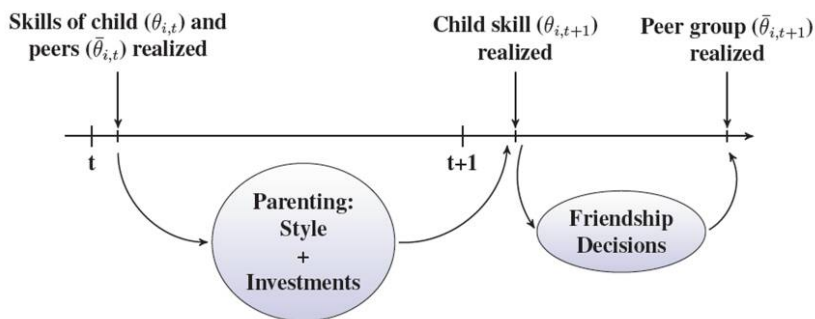 Skills of child (θ_{i,t}) and
peers (θ̄_{i,t}) realized
Child skill (θ_{i,t+1})
realized
Peer group (θ̄_{i,t+1})
realized
t
t+1
Parenting:
Style
+
Investments
Friendship
Decisions